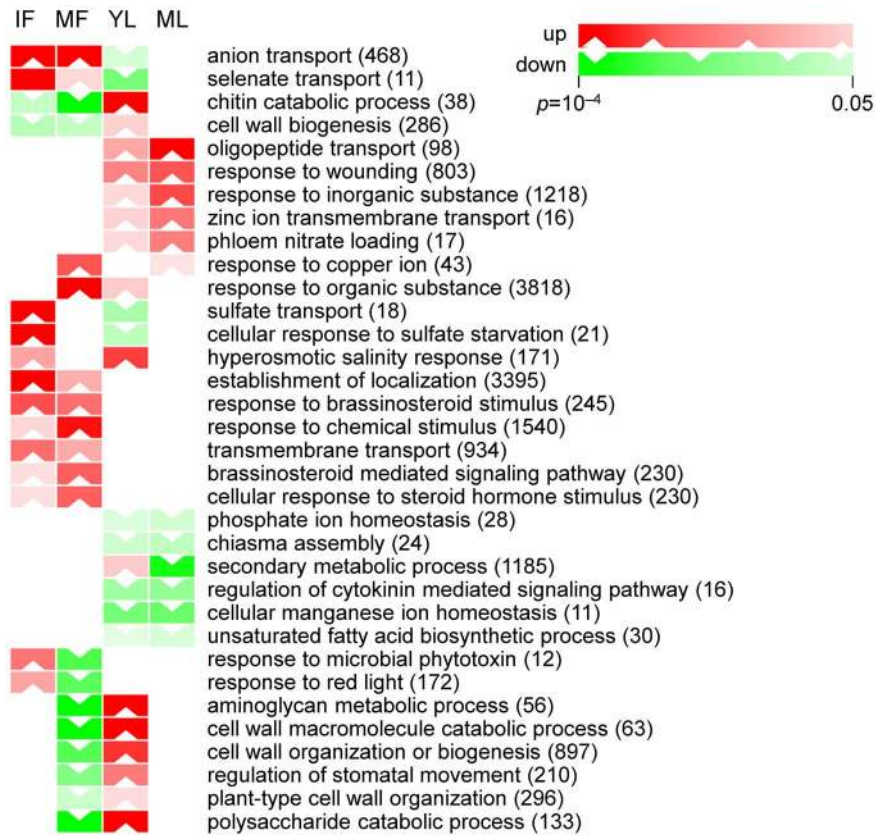 IF MF YL ML
up
down
p=10⁻⁴ 0.05
anion transport (468)
selenate transport (11)
chitin catabolic process (38)
cell wall biogenesis (286)
oligopeptide transport (98)
response to wounding (803)
response to inorganic substance (1218)
zinc ion transmembrane transport (16)
phloem nitrate loading (17)
response to copper ion (43)
response to organic substance (3818)
sulfate transport (18)
cellular response to sulfate starvation (21)
hyperosmotic salinity response (171)
establishment of localization (3395)
response to brassinosteroid stimulus (245)
response to chemical stimulus (1540)
transmembrane transport (934)
brassinosteroid mediated signaling pathway (230)
cellular response to steroid hormone stimulus (230)
phosphate ion homeostasis (28)
chiasma assembly (24)
secondary metabolic process (1185)
regulation of cytokinin mediated signaling pathway (16)
cellular manganese ion homeostasis (11)
unsaturated fatty acid biosynthetic process (30)
response to microbial phytotoxin (12)
response to red light (172)
aminoglycan metabolic process (56)
cell wall macromolecule catabolic process (63)
cell wall organization or biogenesis (897)
regulation of stomatal movement (210)
plant-type cell wall organization (296)
polysaccharide catabolic process (133)